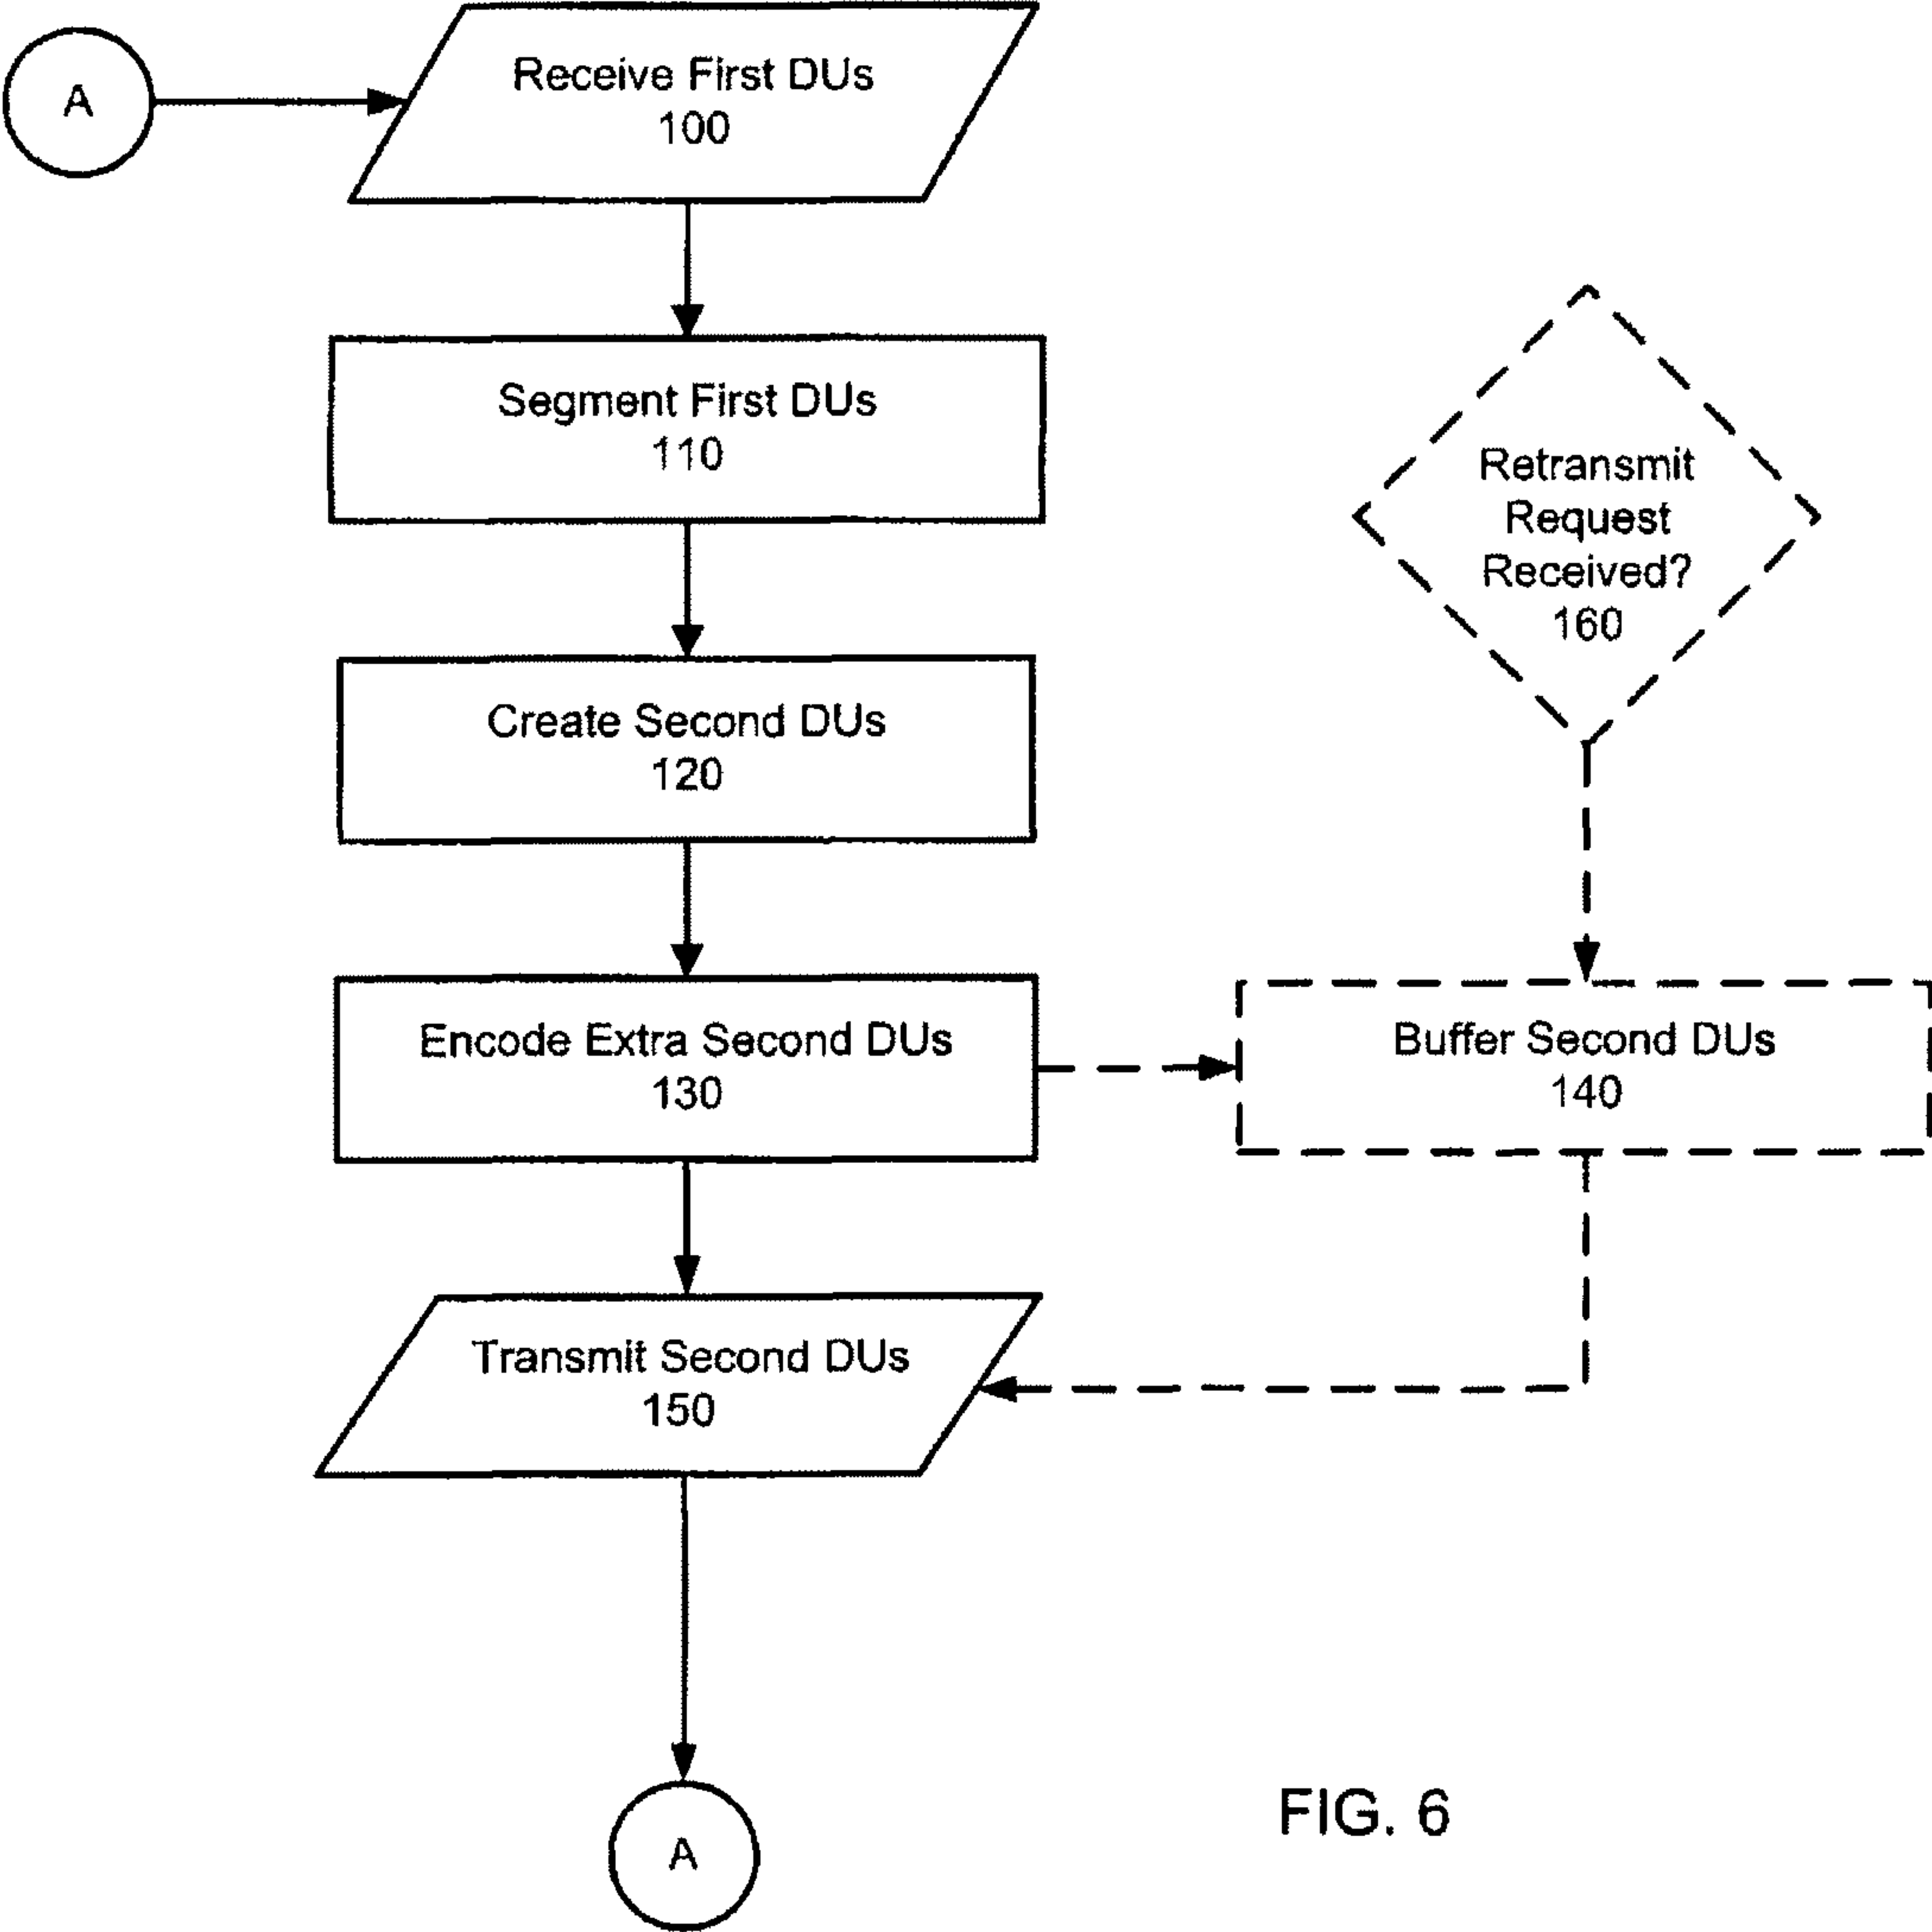 A
Receive First DUs
100
Segment First DUs
110
Retransmit
Request
Received?
160
Create Second DUs
120
Encode Extra Second DUs
130
Buffer Second DUs
140
Transmit Second DUs
150
A
FIG. 6